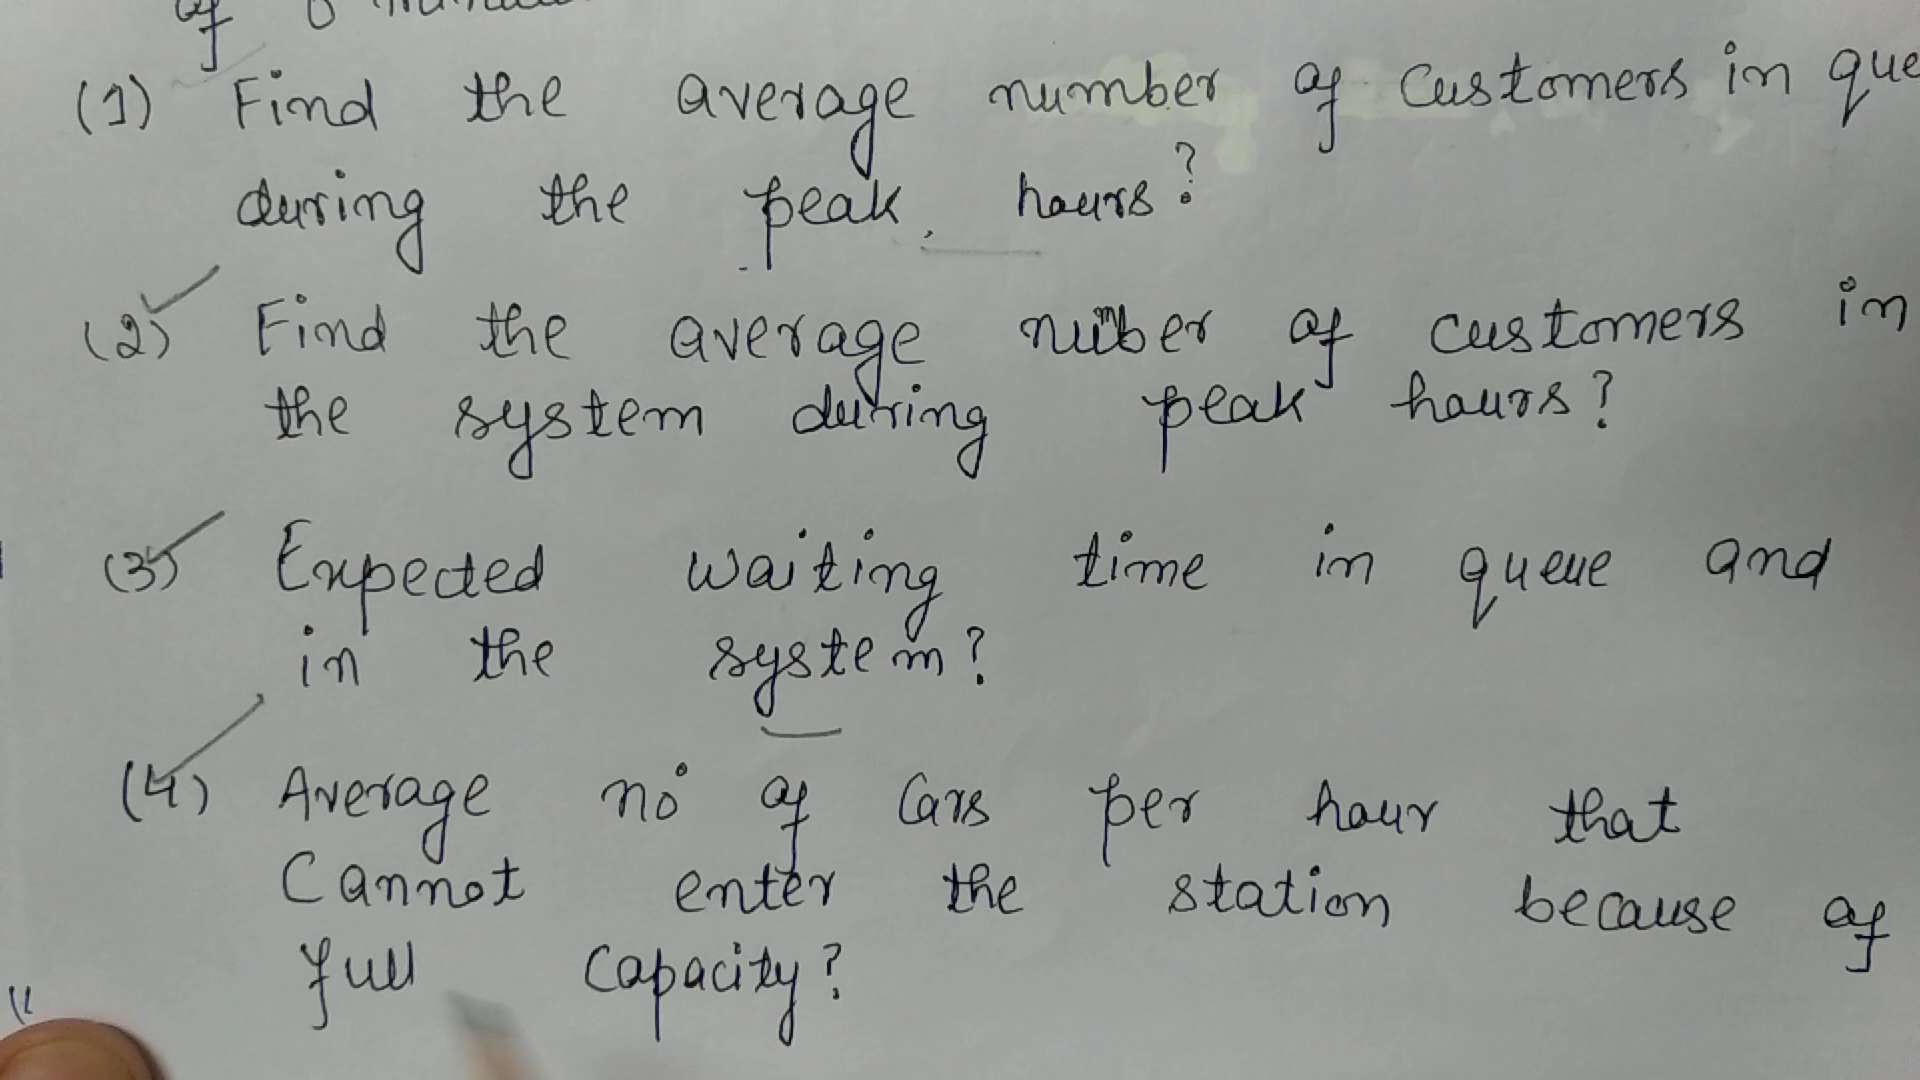 of
(1) Find the average number of Customers in que
during the peak hours?
(2) Find the average number of customers in
the system during peak hours?
(3) Expected waiting time in queue and
in the system?
(4) Average no of Cars per hour that
Cannot enter the station because of
full Capacity?